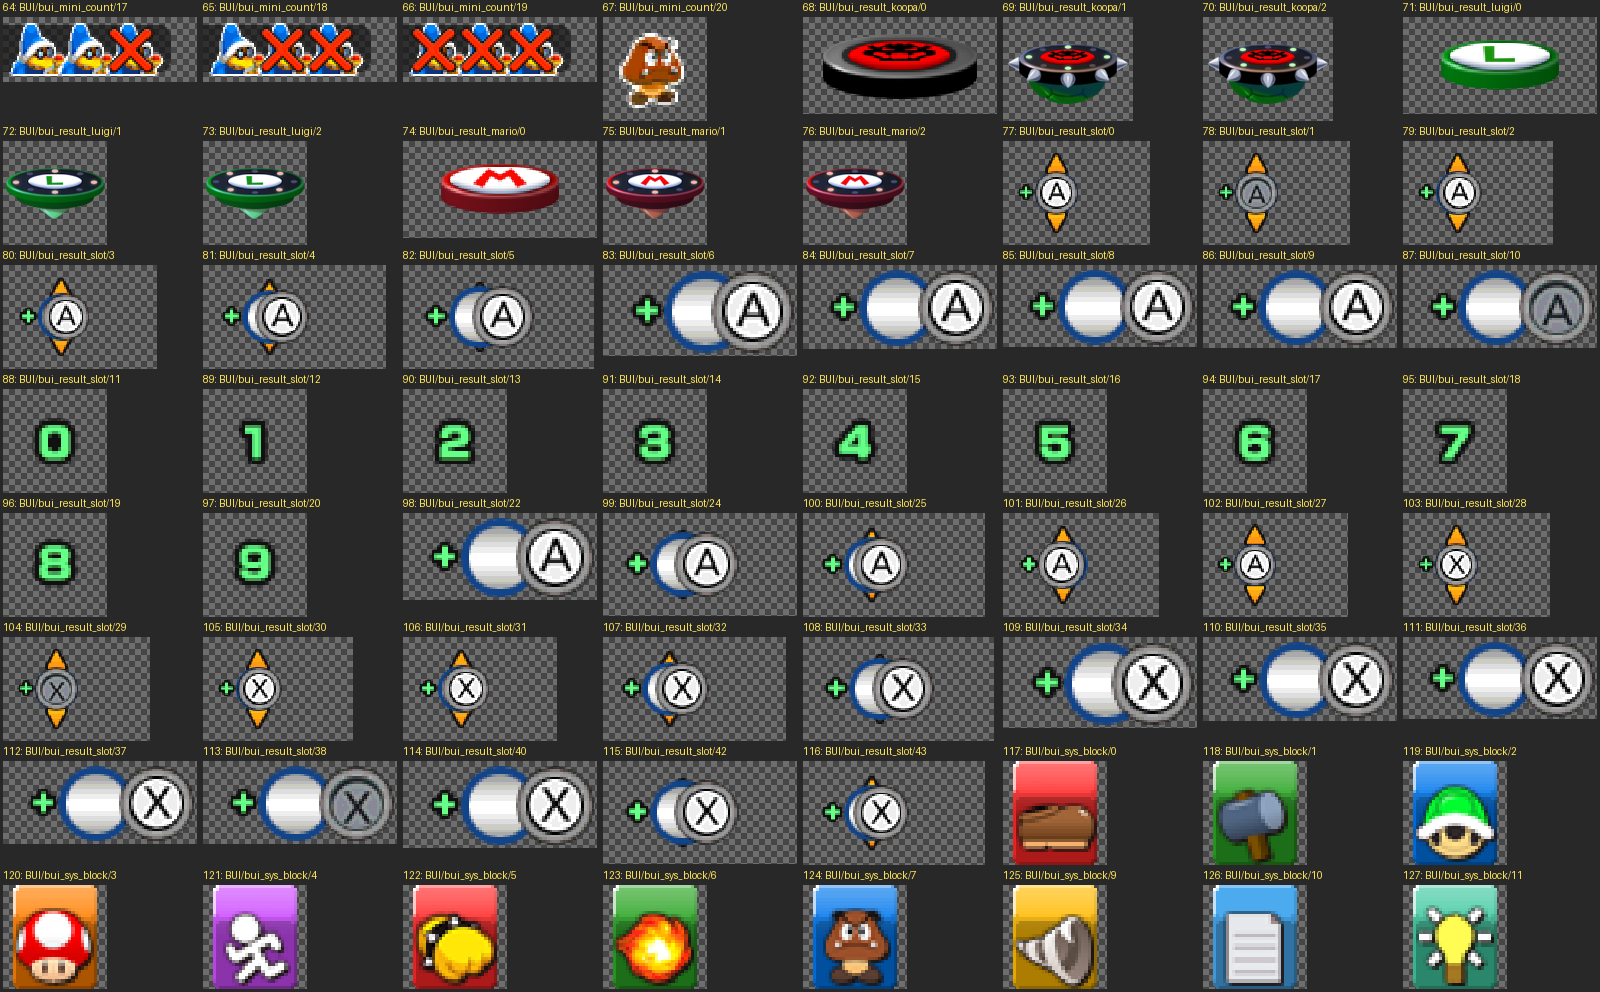 64: BUI/bui_mini_count/17 65: BUI/bui_mini_count/18 66: BUI/bui_mini_count/19 67: BUI/bui_mini_count/20 68: BUI/bui_result_koopa/0 69: BUI/bui_result_koopa/1 70: BUI/bui_result_koopa/2 71: BUI/bui_result_luigi/0
L
72: BUI/bui_result_luigi/1 73: BUI/bui_result_luigi/2 74: BUI/bui_result_mario/0 75: BUI/bui_result_mario/1 76: BUI/bui_result_mario/2 77: BUI/bui_result_slot/0 78: BUI/bui_result_slot/1 79: BUI/bui_result_slot/2
L L M M M + A + A + A
80: BUI/bui_result_slot/3 81: BUI/bui_result_slot/4 82: BUI/bui_result_slot/5 83: BUI/bui_result_slot/6 84: BUI/bui_result_slot/7 85: BUI/bui_result_slot/8 86: BUI/bui_result_slot/9 87: BUI/bui_result_slot/10
+ A + A + A + A + A + A + A + A
88: BUI/bui_result_slot/11 89: BUI/bui_result_slot/12 90: BUI/bui_result_slot/13 91: BUI/bui_result_slot/14 92: BUI/bui_result_slot/15 93: BUI/bui_result_slot/16 94: BUI/bui_result_slot/17 95: BUI/bui_result_slot/18
0 1 2 3 4 5 6 7
96: BUI/bui_result_slot/19 97: BUI/bui_result_slot/20 98: BUI/bui_result_slot/22 99: BUI/bui_result_slot/24 100: BUI/bui_result_slot/25 101: BUI/bui_result_slot/26 102: BUI/bui_result_slot/27 103: BUI/bui_result_slot/28
8 9 + A + A + A + A + A + X
104: BUI/bui_result_slot/29 105: BUI/bui_result_slot/30 106: BUI/bui_result_slot/31 107: BUI/bui_result_slot/32 108: BUI/bui_result_slot/33 109: BUI/bui_result_slot/34 110: BUI/bui_result_slot/35 111: BUI/bui_result_slot/36
+ X + X + X + X + X + X + X + X
112: BUI/bui_result_slot/37 113: BUI/bui_result_slot/38 114: BUI/bui_result_slot/40 115: BUI/bui_result_slot/42 116: BUI/bui_result_slot/43 117: BUI/bui_sys_block/0 118: BUI/bui_sys_block/1 119: BUI/bui_sys_block/2
+ X + X + X + X + X
120: BUI/bui_sys_block/3 121: BUI/bui_sys_block/4 122: BUI/bui_sys_block/5 123: BUI/bui_sys_block/6 124: BUI/bui_sys_block/7 125: BUI/bui_sys_block/9 126: BUI/bui_sys_block/10 127: BUI/bui_sys_block/11